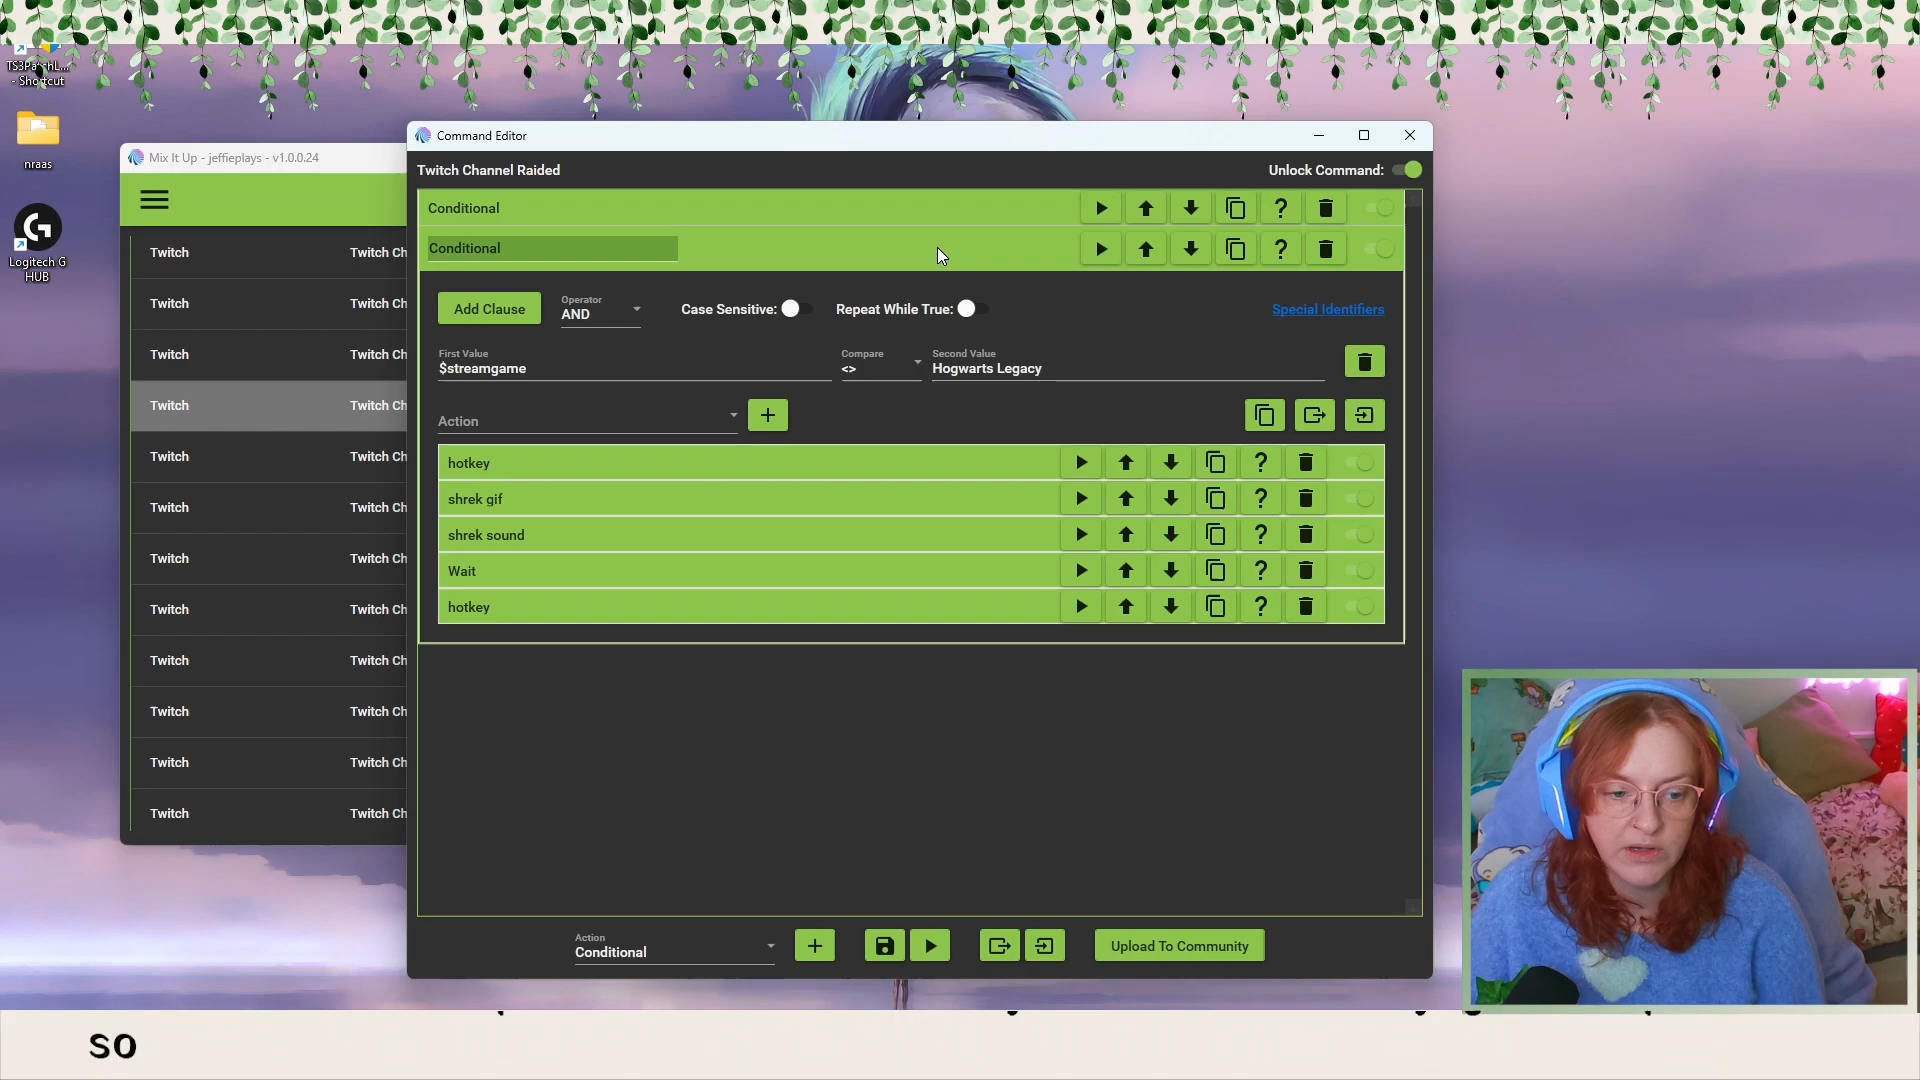 TS3PatchL...
- Shortcut
nraas
Logitech G
HUB
Mix It Up - jeffieplays - v1.0.0.24
Twitch Twitch Ch
Twitch Twitch Ch
Twitch Twitch Ch
Twitch Twitch Ch
Twitch Twitch Ch
Twitch Twitch Ch
Twitch Twitch Ch
Twitch Twitch Ch
Twitch Twitch Ch
Twitch Twitch Ch
Twitch Twitch Ch
Twitch Twitch Ch
Command Editor
Twitch Channel Raided
Unlock Command:
Conditional
Conditional
Add Clause
Operator
AND
Case Sensitive:
Repeat While True:
Special Identifiers
First Value
$streamgame
Compare
<>
Second Value
Hogwarts Legacy
Action
hotkey
shrek gif
shrek sound
Wait
hotkey
Action
Conditional
Upload To Community
so